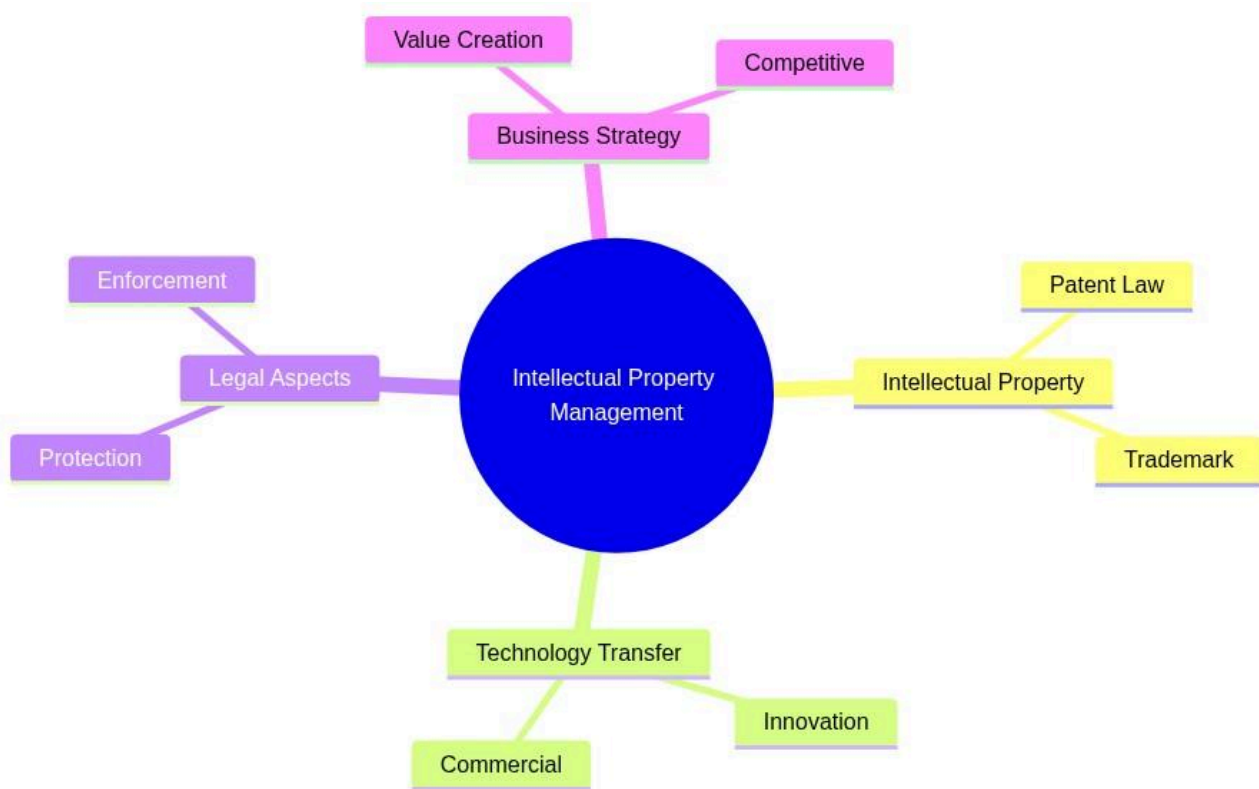 Value Creation
Competitive
Business Strategy
Enforcement
Patent Law
Legal Aspects
Intellectual Property
Management
Intellectual Property
Protection
Trademark
Technology Transfer
Innovation
Commercial